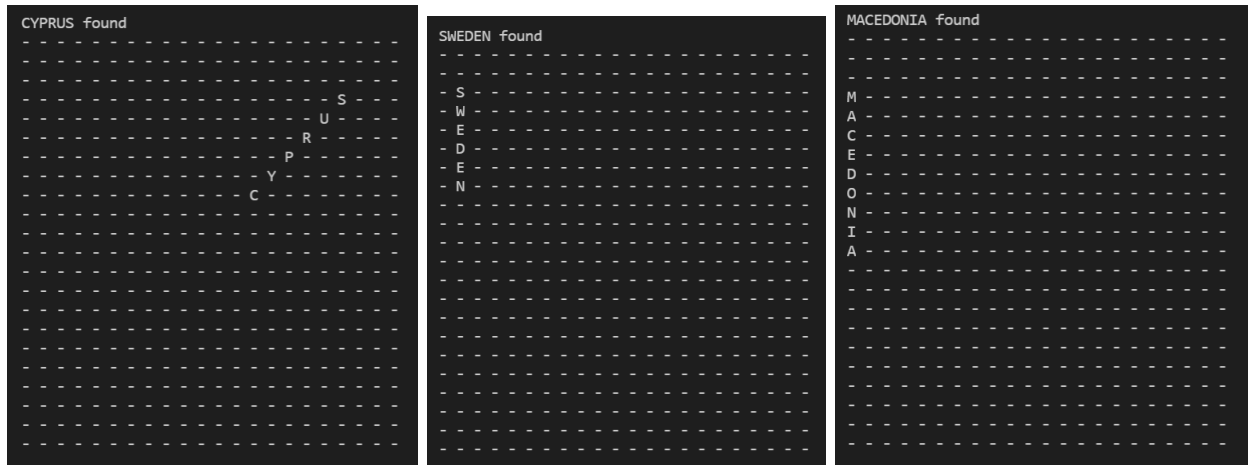 CYPRUS found
- - - - - - - - - - - - - - - - - - - - - -
- - - - - - - - - - - - - - - - - - - - - -
- - - - - - - - - - - - - - - - - - - - - -
- - - - - - - - - - - - - - - - - - S - - -
- - - - - - - - - - - - - - - - - U - - - -
- - - - - - - - - - - - - - - - R - - - - -
- - - - - - - - - - - - - - - P - - - - - -
- - - - - - - - - - - - - - Y - - - - - - -
- - - - - - - - - - - - - C - - - - - - - -
- - - - - - - - - - - - - - - - - - - - - -
- - - - - - - - - - - - - - - - - - - - - -
- - - - - - - - - - - - - - - - - - - - - -
- - - - - - - - - - - - - - - - - - - - - -
- - - - - - - - - - - - - - - - - - - - - -
- - - - - - - - - - - - - - - - - - - - - -
- - - - - - - - - - - - - - - - - - - - - -
- - - - - - - - - - - - - - - - - - - - - -
- - - - - - - - - - - - - - - - - - - - - -
- - - - - - - - - - - - - - - - - - - - - -
- - - - - - - - - - - - - - - - - - - - - -
- - - - - - - - - - - - - - - - - - - - - -
- - - - - - - - - - - - - - - - - - - - - -
SWEDEN found
- - - - - - - - - - - - - - - - - - - - - -
- - - - - - - - - - - - - - - - - - - - - -
- S - - - - - - - - - - - - - - - - - - - -
- W - - - - - - - - - - - - - - - - - - - -
- E - - - - - - - - - - - - - - - - - - - -
- D - - - - - - - - - - - - - - - - - - - -
- E - - - - - - - - - - - - - - - - - - - -
- N - - - - - - - - - - - - - - - - - - - -
- - - - - - - - - - - - - - - - - - - - - -
- - - - - - - - - - - - - - - - - - - - - -
- - - - - - - - - - - - - - - - - - - - - -
- - - - - - - - - - - - - - - - - - - - - -
- - - - - - - - - - - - - - - - - - - - - -
- - - - - - - - - - - - - - - - - - - - - -
- - - - - - - - - - - - - - - - - - - - - -
- - - - - - - - - - - - - - - - - - - - - -
- - - - - - - - - - - - - - - - - - - - - -
- - - - - - - - - - - - - - - - - - - - - -
- - - - - - - - - - - - - - - - - - - - - -
- - - - - - - - - - - - - - - - - - - - - -
- - - - - - - - - - - - - - - - - - - - - -
- - - - - - - - - - - - - - - - - - - - - -
MACEDONIA found
- - - - - - - - - - - - - - - - - - - - - -
- - - - - - - - - - - - - - - - - - - - - -
- - - - - - - - - - - - - - - - - - - - - -
M - - - - - - - - - - - - - - - - - - - - -
A - - - - - - - - - - - - - - - - - - - - -
C - - - - - - - - - - - - - - - - - - - - -
E - - - - - - - - - - - - - - - - - - - - -
D - - - - - - - - - - - - - - - - - - - - -
O - - - - - - - - - - - - - - - - - - - - -
N - - - - - - - - - - - - - - - - - - - - -
I - - - - - - - - - - - - - - - - - - - - -
A - - - - - - - - - - - - - - - - - - - - -
- - - - - - - - - - - - - - - - - - - - - -
- - - - - - - - - - - - - - - - - - - - - -
- - - - - - - - - - - - - - - - - - - - - -
- - - - - - - - - - - - - - - - - - - - - -
- - - - - - - - - - - - - - - - - - - - - -
- - - - - - - - - - - - - - - - - - - - - -
- - - - - - - - - - - - - - - - - - - - - -
- - - - - - - - - - - - - - - - - - - - - -
- - - - - - - - - - - - - - - - - - - - - -
- - - - - - - - - - - - - - - - - - - - - -